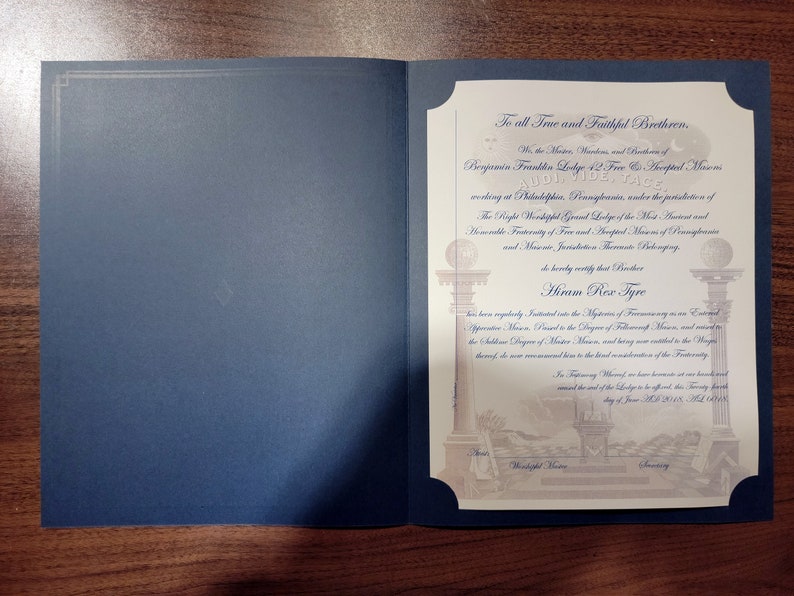 To all True and Faithful Brethren,
We, the Master, Wardens, and Brethren of
Benjamin Franklin Lodge 42 Free & Accepted Masons
AUDI, VIDE, TACE,
working at Philadelphia, Pennsylvania, under the jurisdiction of
The Right Worshipful Grand Lodge of the Most Ancient and
Honorable Fraternity of Free and Accepted Masons of Pennsylvania
and Masonic Jurisdiction Thereunto Belonging,
do hereby certify that Brother
Hiram Rex Tyre
has been regularly Initiated into the Mysteries of Freemasonry as an Entered
Apprentice Mason, Passed to the Degree of Fellowcraft Mason, and raised to
the Sublime Degree of Master Mason, and being now entitled to the Wages
thereof, do now recommend him to the kind consideration of the Fraternity.
In Testimony Whereof, we have hereunto set our hands and
caused the seal of the Lodge to be affixed, this Twenty-fourth
day of June AD 2018, AL 6018.
Attest:
Worshipful Master
Secretary